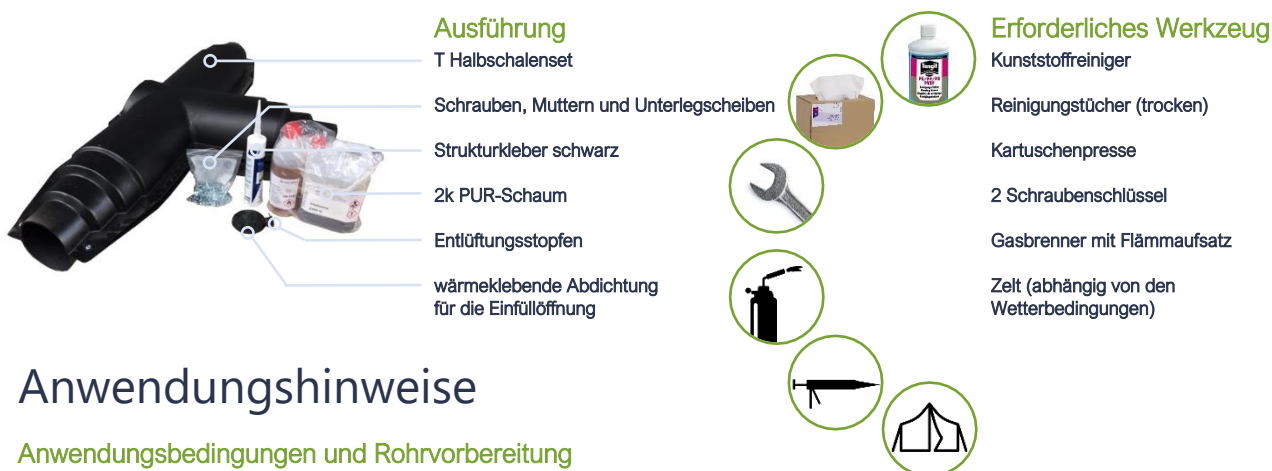 Ausführung
T Halbschalenset
Schrauben, Muttern und Unterlegscheiben
Strukturkleber schwarz
2k PUR-Schaum
Entlüftungsstopfen
wärmeklebende Abdichtung
für die Einfüllöffnung
Erforderliches Werkzeug
Kunststoffreiniger
Reinigungstücher (trocken)
Kartuschenpresse
2 Schraubenschlüssel
Gasbrenner mit Flämmaufsatz
Zelt (abhängig von den
Wetterbedingungen)
Anwendungshinweise
Anwendungsbedingungen und Rohrvorbereitung